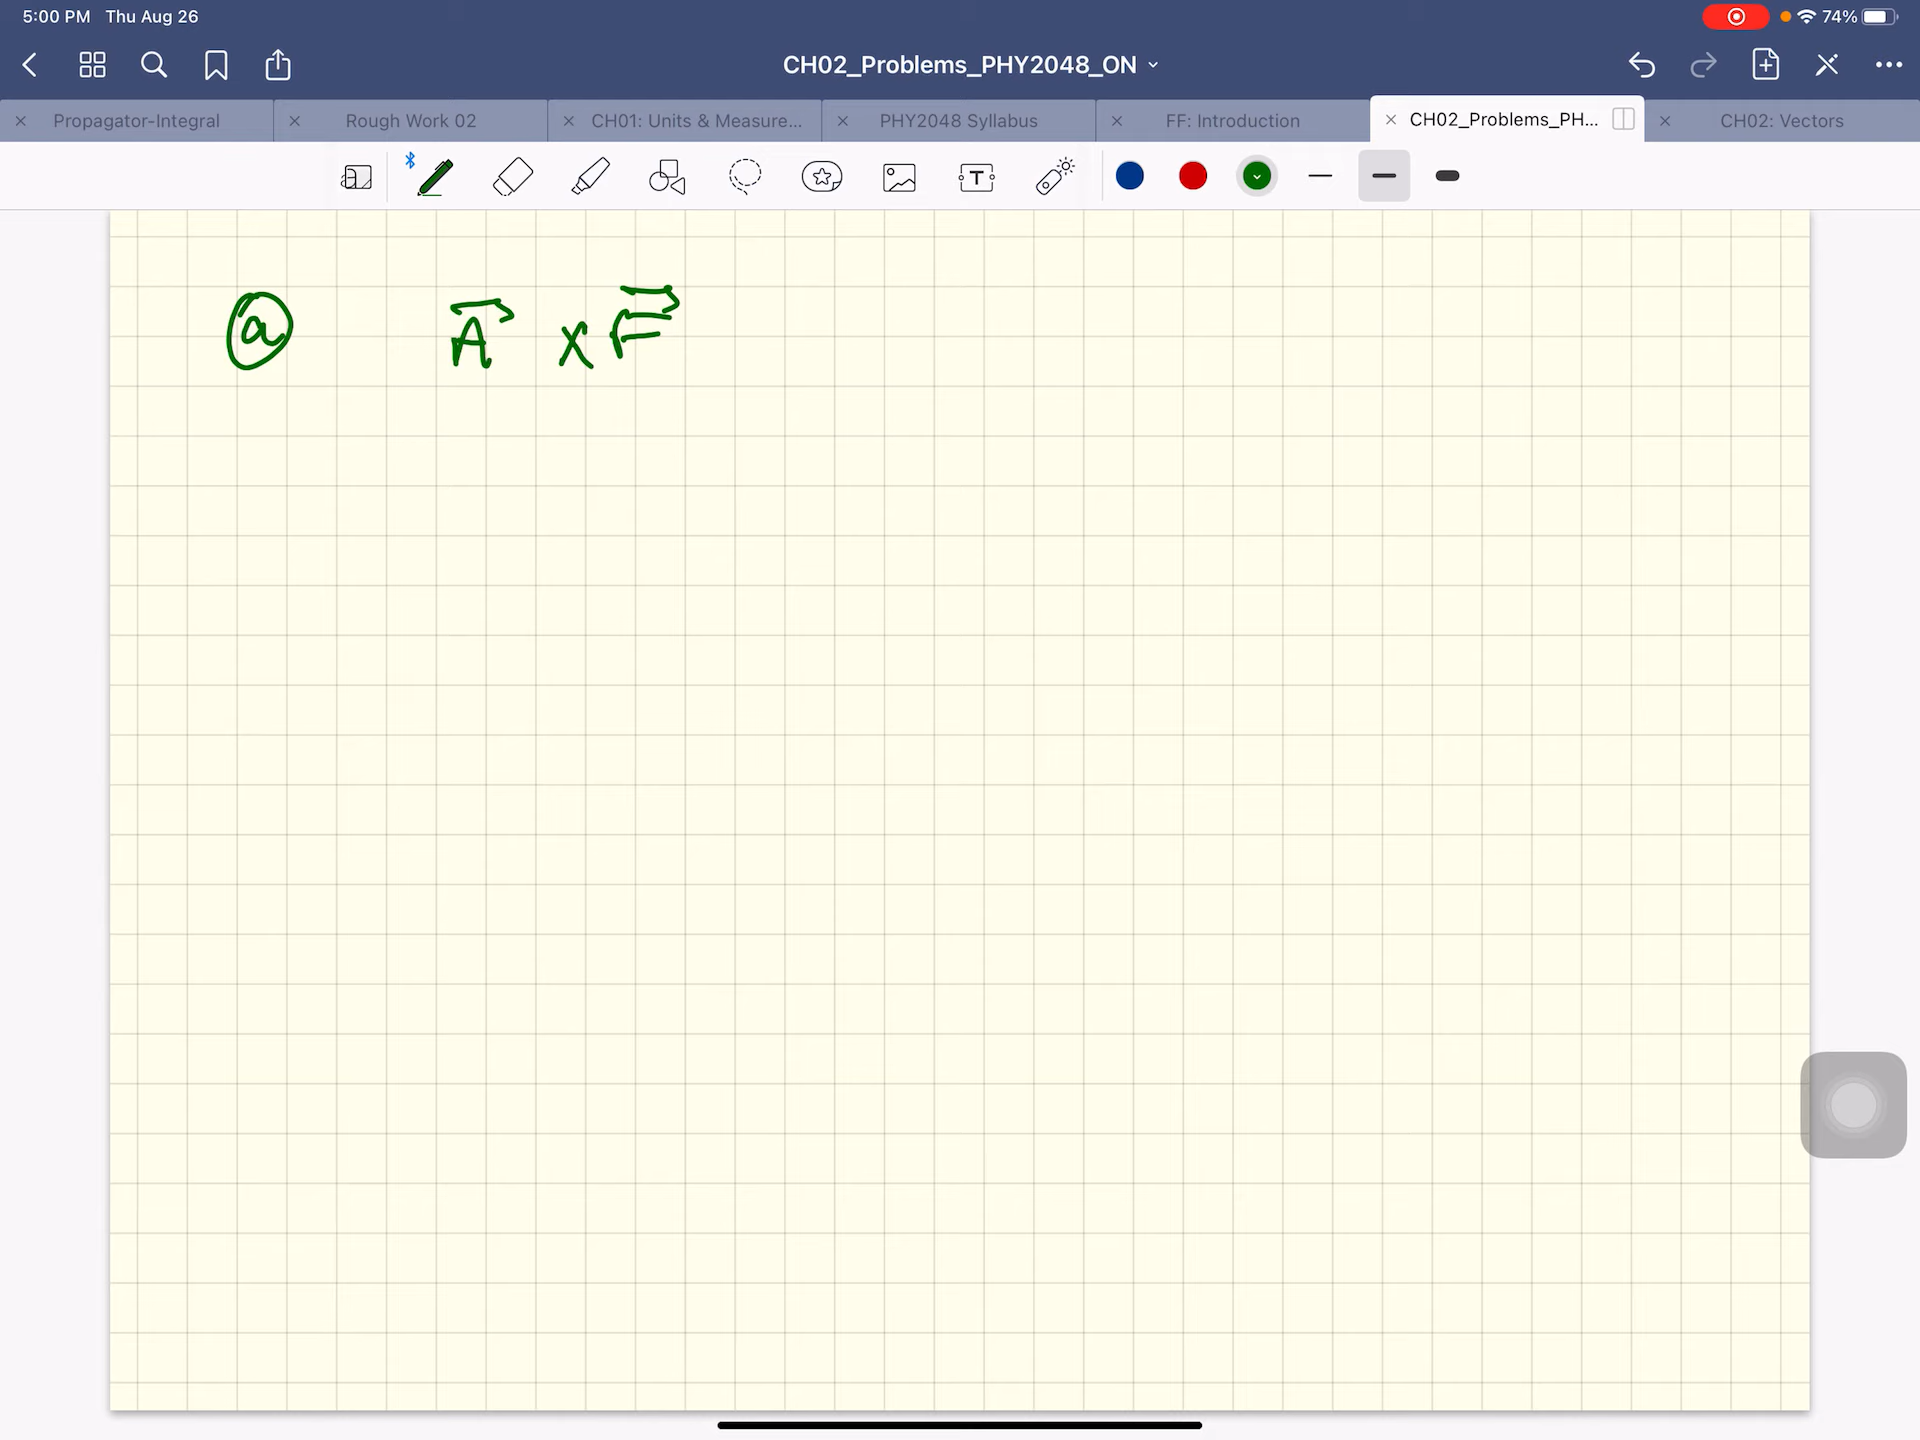 5:00 PM Thu Aug 26 74%
CH02_Problems_PHY2048_ON
Propagator-Integral Rough Work 02 CH01: Units & Measure... PHY2048 Syllabus FF: Introduction CH02_Problems_PH... CH02: Vectors
ⓐ A⃗ × F⃗